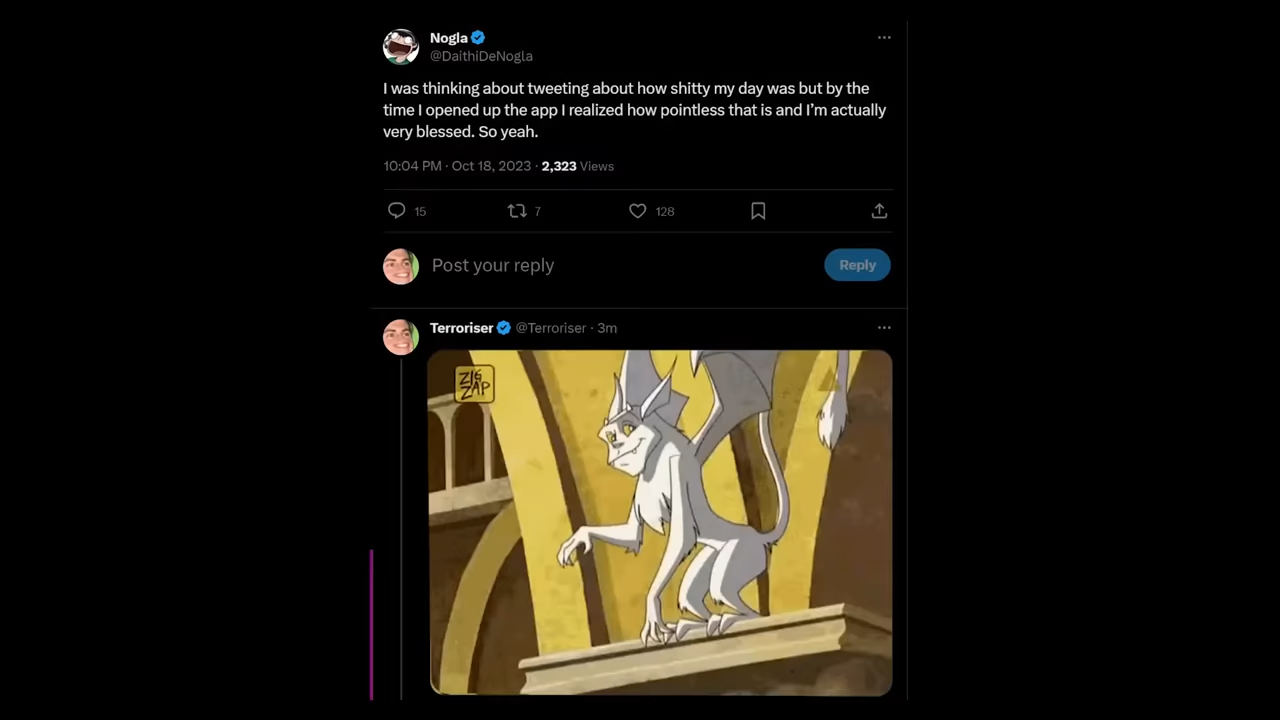 Nogla
@DaithiDeNogla
I was thinking about tweeting about how shitty my day was but by the
time I opened up the app I realized how pointless that is and I’m actually
very blessed. So yeah.
10:04 PM · Oct 18, 2023 · 2,323 Views
15 7 128
Post your reply Reply
Terroriser @Terroriser · 3m
ZIG
ZAP